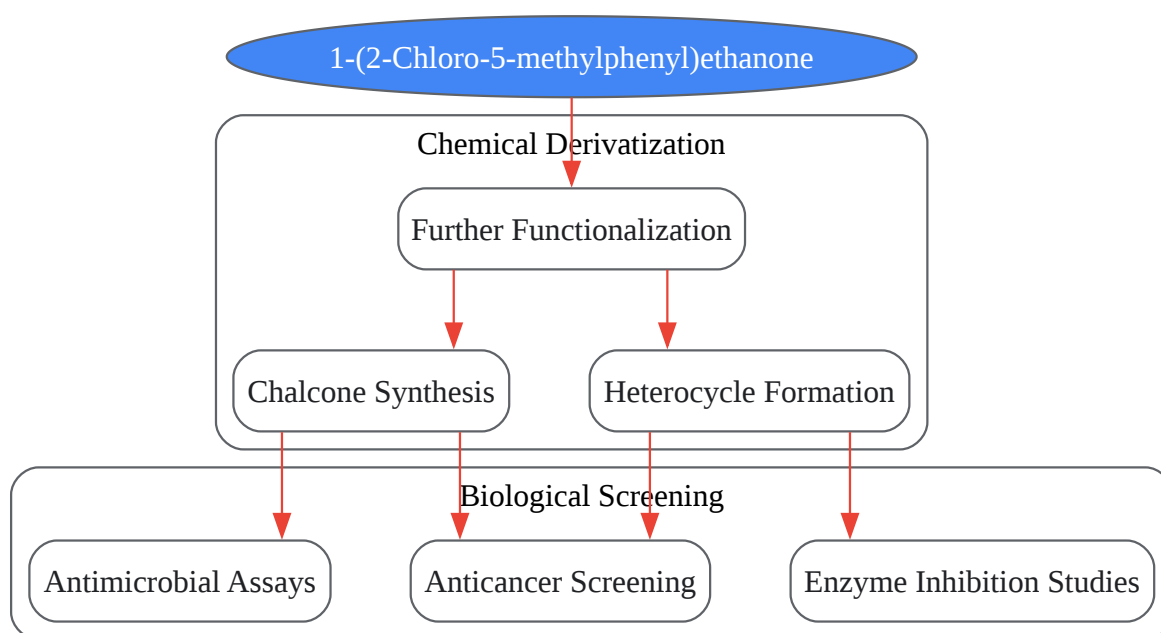 1-(2-Chloro-5-methylphenyl)ethanone
Chemical Derivatization
Further Functionalization
Chalcone Synthesis
Heterocycle Formation
Biological Screening
Antimicrobial Assays
Anticancer Screening
Enzyme Inhibition Studies